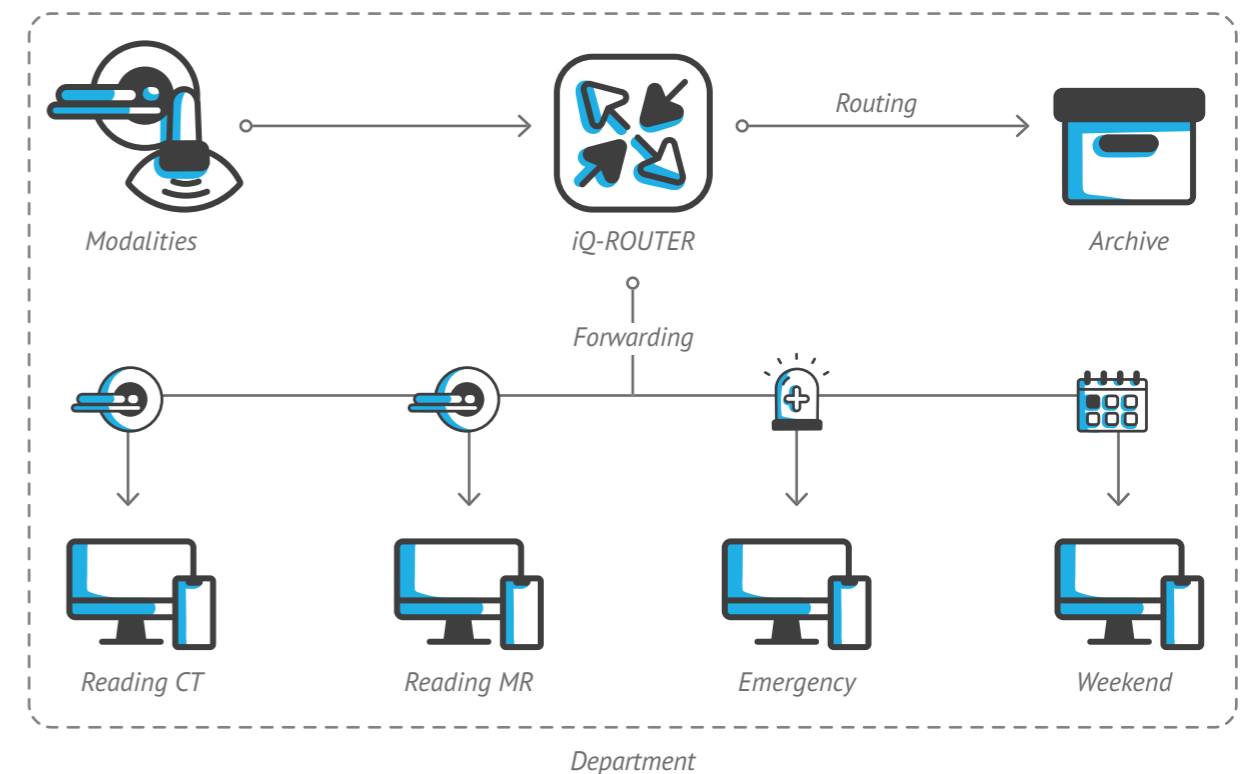 Routing
Modalities
iQ-ROUTER
Archive
Forwarding
Reading CT
Reading MR
Emergency
Weekend
Department